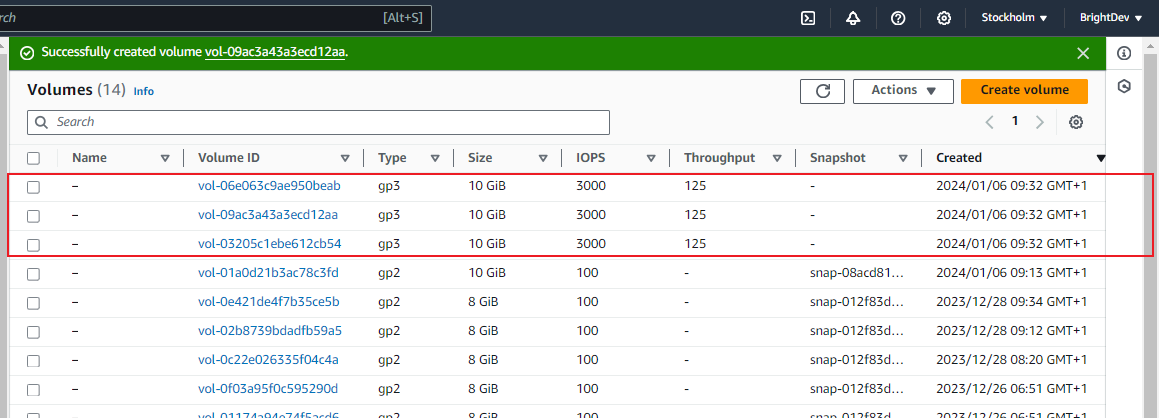 rch [Alt+S] Stockholm ▼ BrightDev ▼
Successfully created volume vol-09ac3a43a3ecd12aa.
Volumes (14) Info Actions ▼ Create volume
Search 1
Name Volume ID Type Size IOPS Throughput Snapshot Created
– vol-06e063c9ae950beab gp3 10 GiB 3000 125 - 2024/01/06 09:32 GMT+1
– vol-09ac3a43a3ecd12aa gp3 10 GiB 3000 125 - 2024/01/06 09:32 GMT+1
– vol-03205c1ebe612cb54 gp3 10 GiB 3000 125 - 2024/01/06 09:32 GMT+1
– vol-01a0d21b3ac78c3fd gp2 10 GiB 100 - snap-08acd81... 2024/01/06 09:13 GMT+1
– vol-0e421de4f7b35ce5b gp2 8 GiB 100 - snap-012f83d... 2023/12/28 09:34 GMT+1
– vol-02b8739bdadfb59a5 gp2 8 GiB 100 - snap-012f83d... 2023/12/28 09:12 GMT+1
– vol-0c22e026335f04c4a gp2 8 GiB 100 - snap-012f83d... 2023/12/28 08:20 GMT+1
– vol-0f03a95f0c595290d gp2 8 GiB 100 - snap-012f83d... 2023/12/26 06:51 GMT+1
– vol-01174a94e74f5acd6 gp2 8 GiB 100 - snap-012f83d... 2023/12/26 06:51 GMT+1